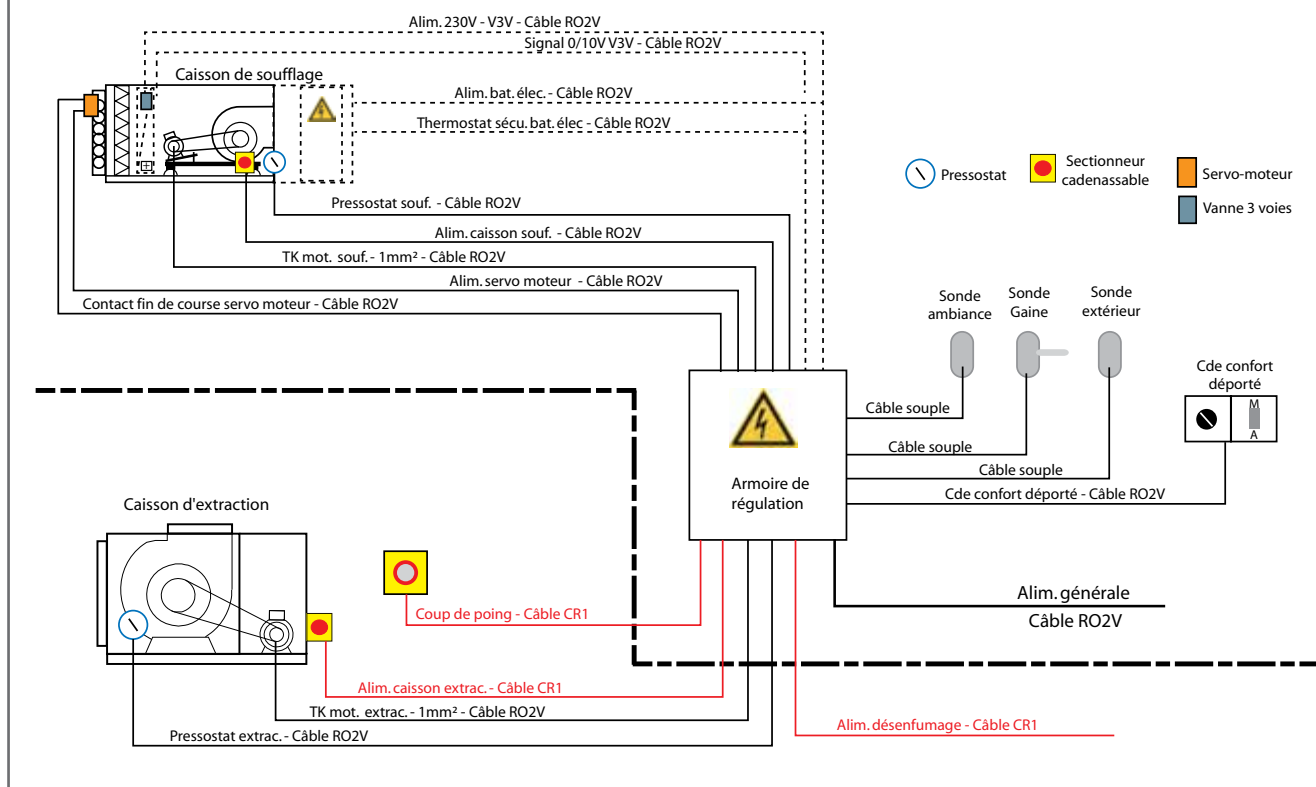 Alim. 230V - V3V - Câble RO2V
Signal 0/10V V3V - Câble RO2V
Caisson de soufflage
Alim. bat. élec. - Câble RO2V
Thermostat sécu. bat. élec - Câble RO2V
Pressostat
Sectionneur
cadenassable
Servo-moteur
Vanne 3 voies
Pressostat souf. - Câble RO2V
Alim. caisson souf. - Câble RO2V
TK mot. souf. - 1mm² - Câble RO2V
Alim. servo moteur - Câble RO2V
Contact fin de course servo moteur - Câble RO2V
Sonde
ambiance
Sonde
Gaine
Sonde
extérieur
Cde confort
déporté
M
A
Câble souple
Câble souple
Câble souple
Cde confort déporté - Câble RO2V
Armoire de
régulation
Caisson d'extraction
Coup de poing - Câble CR1
Alim. générale
Câble RO2V
Alim. caisson extrac. - Câble CR1
TK mot. extrac. - 1mm² - Câble RO2V
Pressostat extrac. - Câble RO2V
Alim. désenfumage - Câble CR1